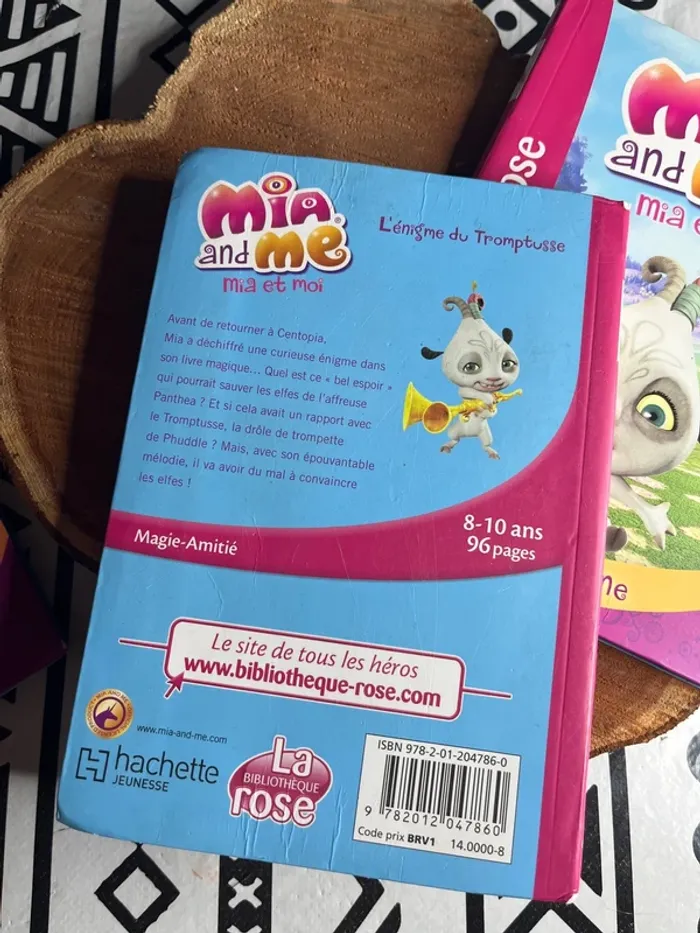 mia
and me
mia et moi
L'énigme du Tromptusse
Avant de retourner à Centopia,
Mia a déchiffré une curieuse énigme dans
son livre magique... Quel est ce « bel espoir »
qui pourrait sauver les elfes de l'affreuse
Panthea ? Et si cela avait un rapport avec
le Tromptusse, la drôle de trompette
de Phuddle ? Mais, avec son épouvantable
mélodie, il va avoir du mal à convaincre
les elfes !
Magie-Amitié
8-10 ans
96 pages
Le site de tous les héros
www.bibliotheque-rose.com
www.mia-and-me.com
hachette
JEUNESSE
La
BIBLIOTHÈQUE
rose
ISBN 978-2-01-204786-0
9 782012 047860
Code prix BRV1 14.0000-8
ose
and
mia e
me